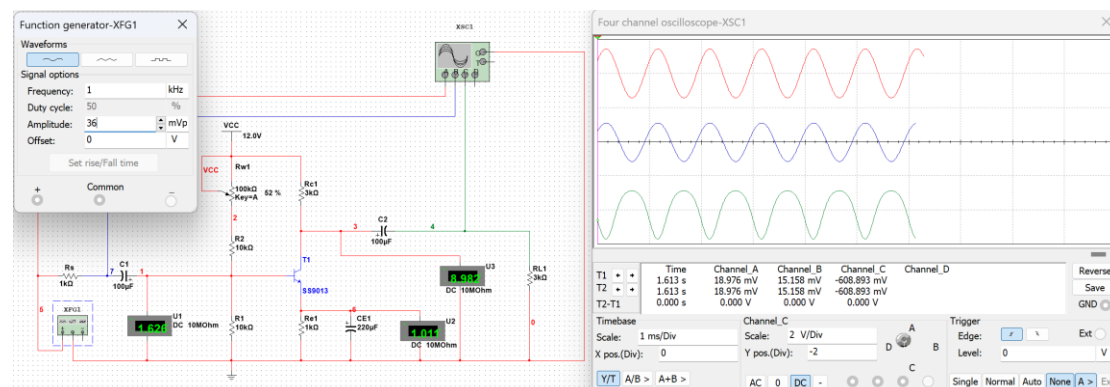 Function generator-XFG1
Waveforms
Signal options
Frequency: 1 kHz
Duty cycle: 50 %
Amplitude: 36 mVp
Offset: 0 V
Set rise/Fall time
+ Common −
XSC1
VCC
12.0V
VCC
Rw1
100kΩ
Key=A
52 %
2
R2
10kΩ
Rc1
3kΩ
3
C2
100µF
4
T1
SS9013
8.982
U3
DC 10MOhm
RL1
3kΩ
Rs
1kΩ
7
C1
100µF
1
5
XFG1
1.626
U1
DC 10MOhm
R1
10kΩ
Re1
1kΩ
6
CE1
220µF
1.011
U2
DC 10MOhm
0
Four channel oscilloscope-XSC1
Time Channel_A Channel_B Channel_C Channel_D
T1 1.613 s 18.976 mV 15.158 mV -608.893 mV
T2 1.613 s 18.976 mV 15.158 mV -608.893 mV
T2-T1 0.000 s 0.000 V 0.000 V 0.000 V
Reverse
Save
GND
Timebase
Scale: 1 ms/Div
X pos.(Div): 0
Y/T A/B > A+B >
Channel_C
Scale: 2 V/Div
Y pos.(Div): -2
AC 0 DC -
A
B
C
D
Trigger
Edge:
Ext
Level: 0 V
Single Normal Auto None A >